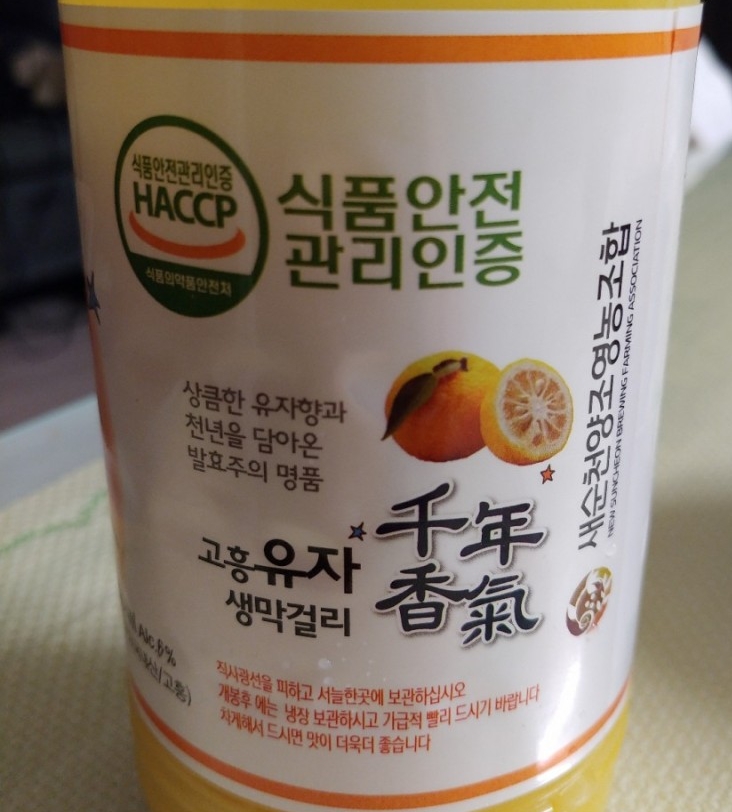 식품안전관리인증
HACCP
식품의약품안전처
식품안전
관리인증
상큼한 유자향과
천년을 담아온
발효주의 명품
고흥유자
생막걸리
千年
香氣
새순천양조영농조합
NEW SUNCHEON BREWING FARMING ASSOCIATION
Alc.6%
/고흥)
직사광선을 피하고 서늘한곳에 보관하십시오
개봉후 에는 냉장 보관하시고 가급적 빨리 드시기 바랍니다
차게해서 드시면 맛이 더욱더 좋습니다